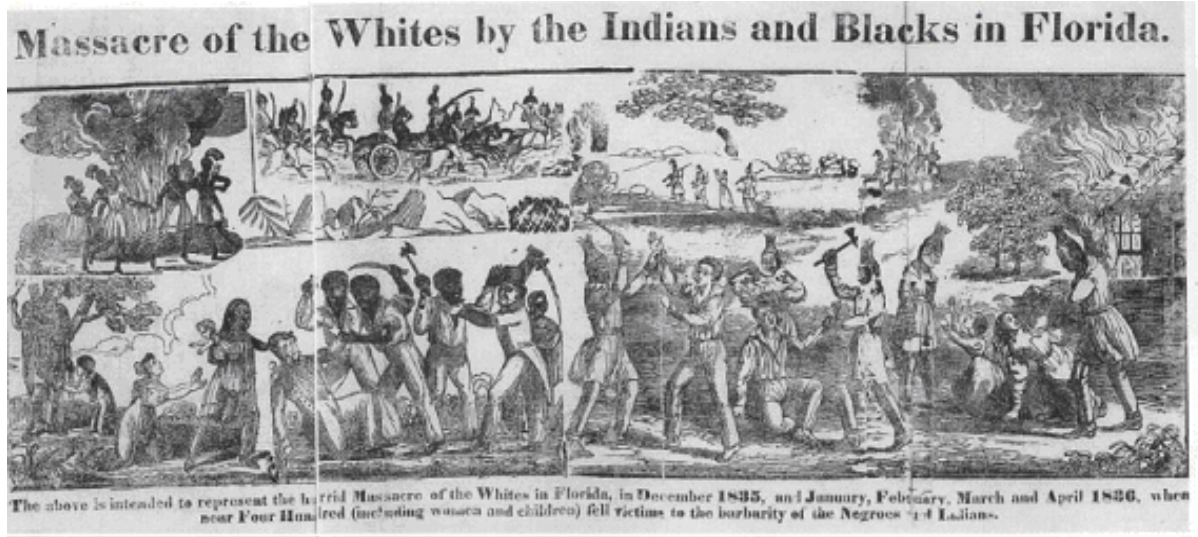 Massacre of the Whites by the Indians and Blacks in Florida.
The above is intended to represent the horrid Massacre of the Whites in Florida, in December 1835, and January, February, March and April 1836, when
near Four Hundred (including women and children) fell victims to the barbarity of the Negroes and Indians.